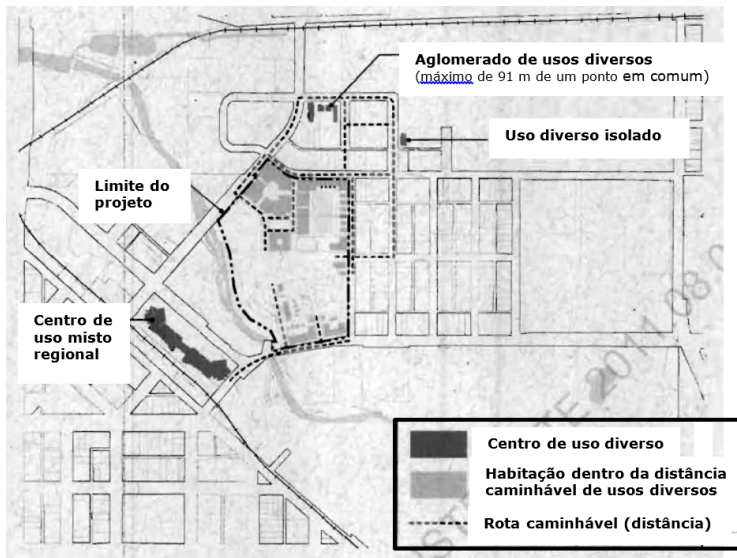 Aglomerado de usos diversos
(máximo de 91 m de um ponto em comum)
Uso diverso isolado
Limite do
projeto
Centro de
uso misto
regional
Centro de uso diverso
Habitação dentro da distância
caminhável de usos diversos
Rota caminhável (distância)